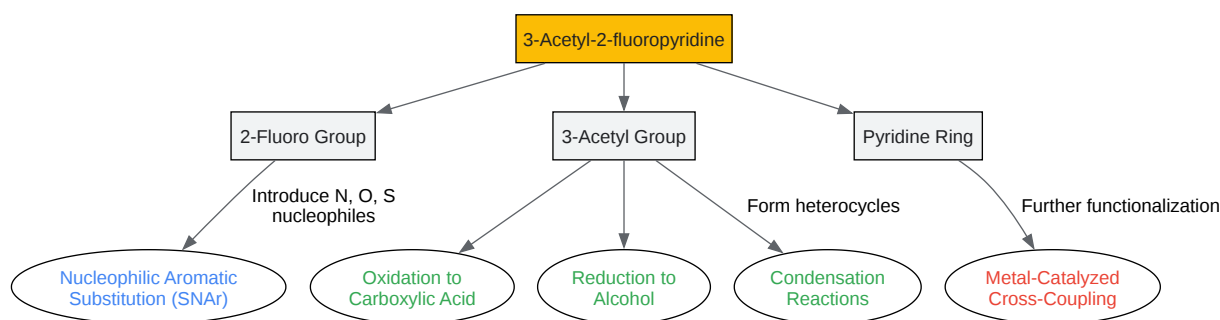 3-Acetyl-2-fluoropyridine
2-Fluoro Group
3-Acetyl Group
Pyridine Ring
Introduce N, O, S
nucleophiles
Form heterocycles
Further functionalization
Nucleophilic Aromatic
Substitution (SNAr)
Oxidation to
Carboxylic Acid
Reduction to
Alcohol
Condensation
Reactions
Metal-Catalyzed
Cross-Coupling